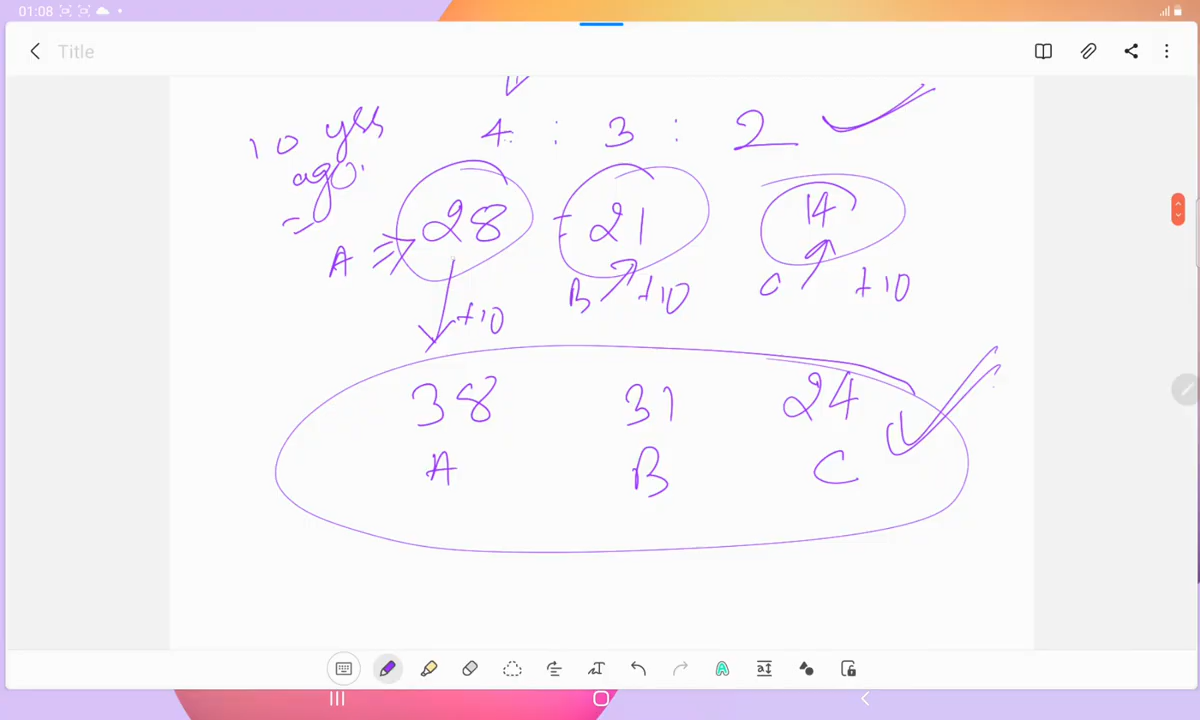 01:08
Title
10 yrs 4 : 3 : 2
ago.
=
28 = 21 14
A ⇒ B +10 C +10
+10
38 31 24
A B C